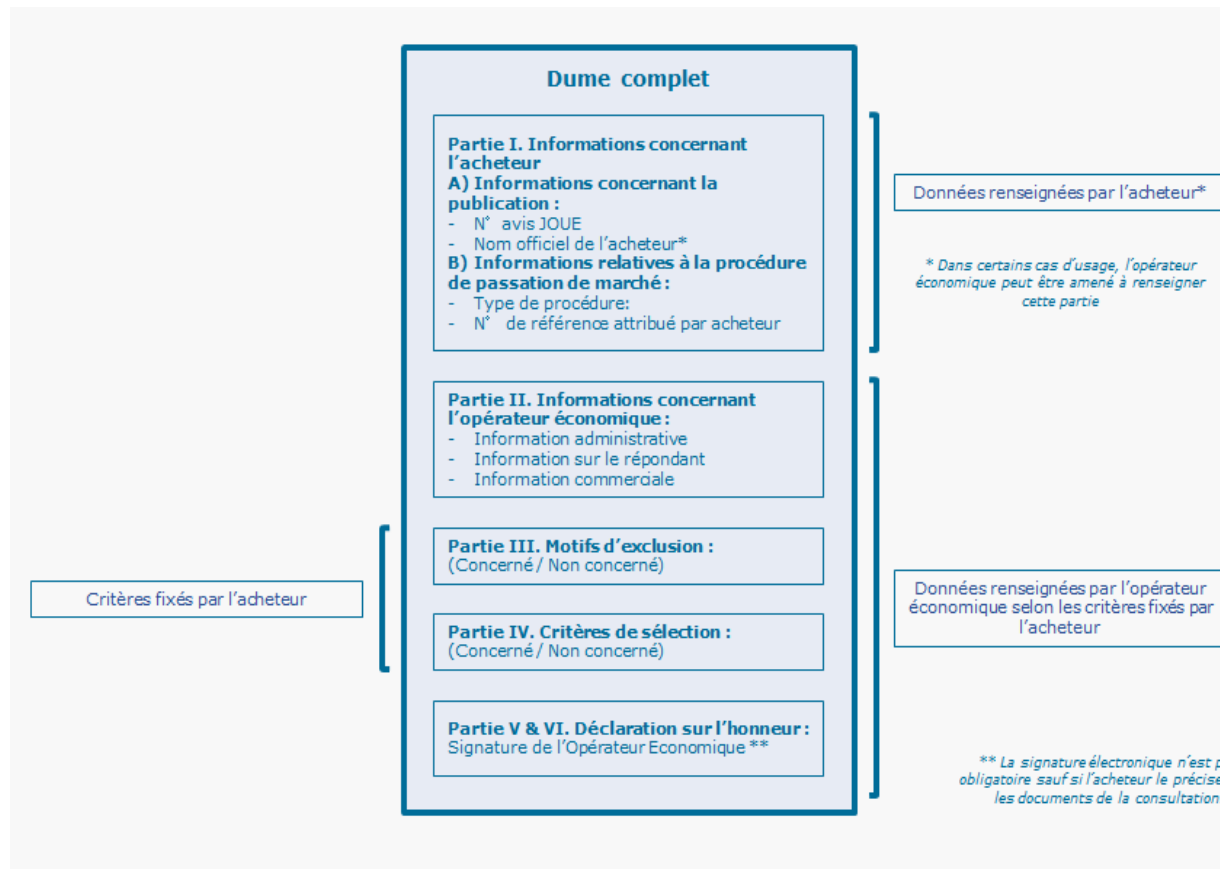 Dume complet
Partie I. Informations concernant
l'acheteur
A) Informations concernant la
publication :
- N° avis JOUE
- Nom officiel de l'acheteur*
B) Informations relatives à la procédure
de passation de marché :
- Type de procédure:
- N° de référence attribué par acheteur
Données renseignées par l'acheteur*
* Dans certains cas d'usage, l'opérateur
économique peut être amené à renseigner
cette partie
Partie II. Informations concernant
l'opérateur économique :
- Information administrative
- Information sur le répondant
- Information commerciale
Critères fixés par l'acheteur
Partie III. Motifs d'exclusion :
(Concerné / Non concerné)
Partie IV. Critères de sélection :
(Concerné / Non concerné)
Données renseignées par l'opérateur
économique selon les critères fixés par
l'acheteur
Partie V & VI. Déclaration sur l'honneur :
Signature de l'Opérateur Economique **
** La signature électronique n'est
obligatoire sauf si l'acheteur le précise
les documents de la consultation